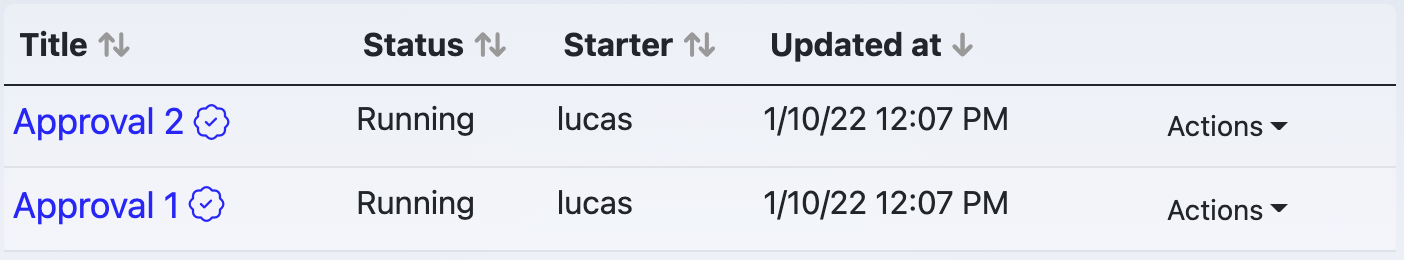 Title Status Starter Updated at
Approval 2 Running lucas 1/10/22 12:07 PM Actions
Approval 1 Running lucas 1/10/22 12:07 PM Actions